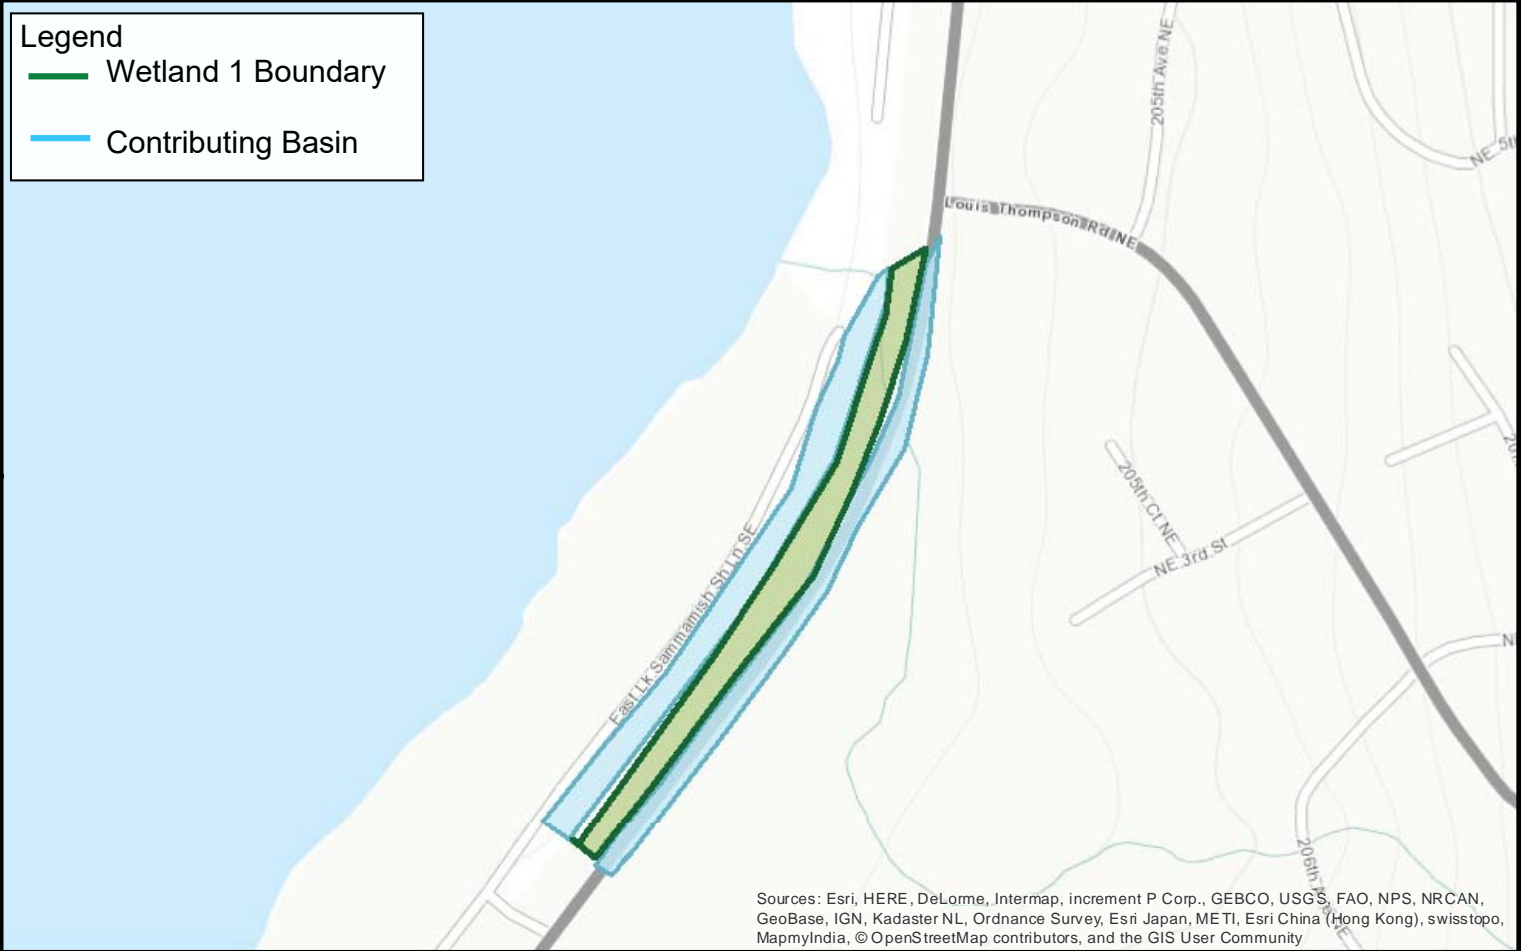 Legend
Wetland 1 Boundary
Contributing Basin
205th Ave NE
NE 5th
Louis Thompson Rd NE
205th Ct NE
NE 3rd St
East Lk Sammamish Sh Ln SE
N
206th Ave NE
Sources: Esri, HERE, DeLorme, Intermap, increment P Corp., GEBCO, USGS, FAO, NPS, NRCAN,
GeoBase, IGN, Kadaster NL, Ordnance Survey, Esri Japan, METI, Esri China (Hong Kong), swisstopo,
MapmyIndia, © OpenStreetMap contributors, and the GIS User Community